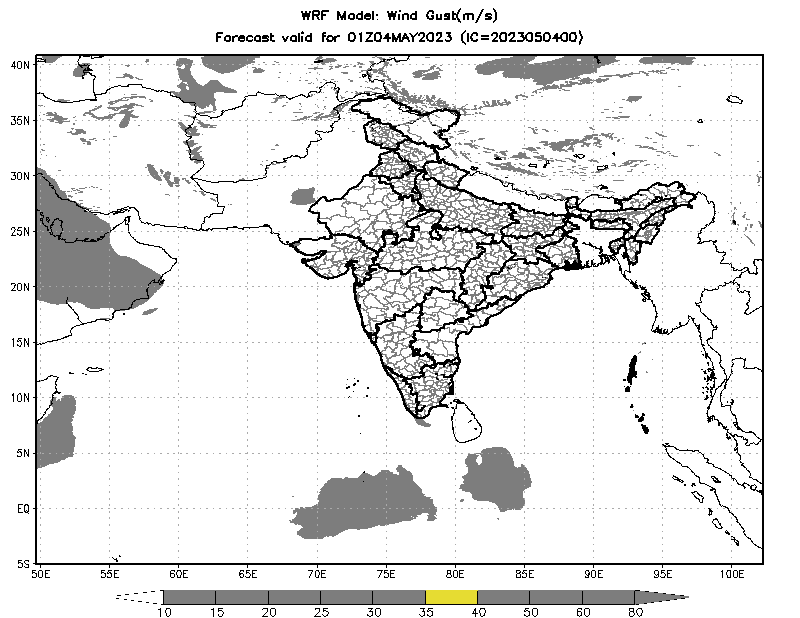 WRF Model: Wind Gust(m/s)
Forecast valid for 01Z04MAY2023 (IC=2023050400)
40N
35N
30N
25N
20N
15N
10N
5N
EQ
5S
50E 55E 60E 65E 70E 75E 80E 85E 90E 95E 100E
10 15 20 25 30 35 40 50 60 80